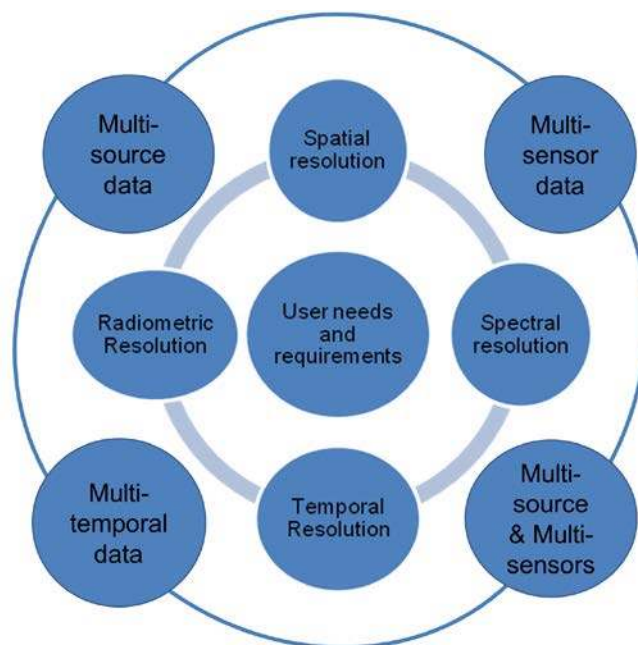 Multi-
source
data
Spatial
resolution
Multi-
sensor
data
Radiometric
Resolution
User needs
and
requirements
Spectral
resolution
Multi-
temporal
data
Temporal
Resolution
Multi-
source
& Multi-
sensors